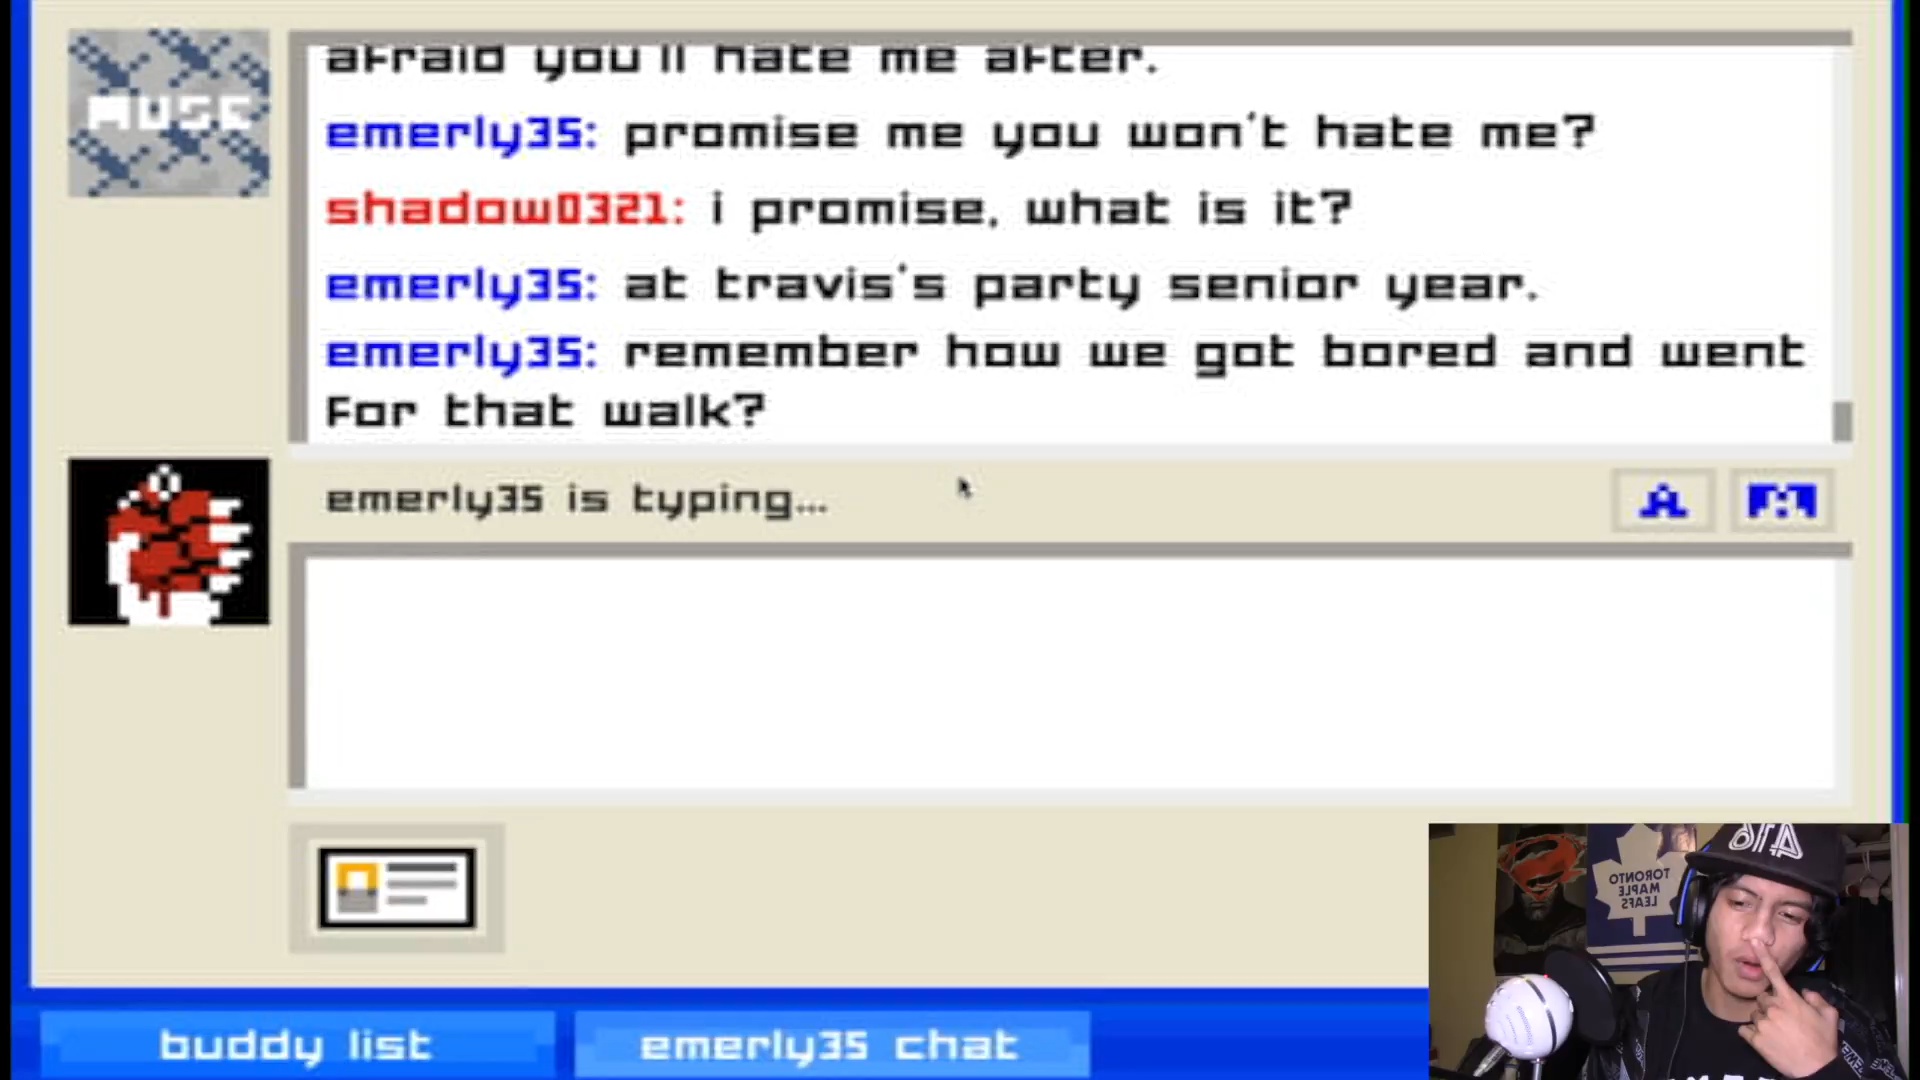 MUSE
afraid you'll hate me after.
emerly35: promise me you won't hate me?
shadow0321: i promise, what is it?
emerly35: at travis's party senior year.
emerly35: remember how we got bored and went
for that walk?
emerly35 is typing...
A
buddy list
emerly35 chat
416
TORONTO
MAPLE
LEAFS